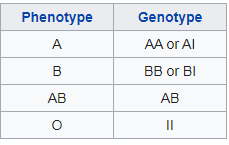 Phenotype Genotype
A AA or AI
B BB or BI
AB AB
O II